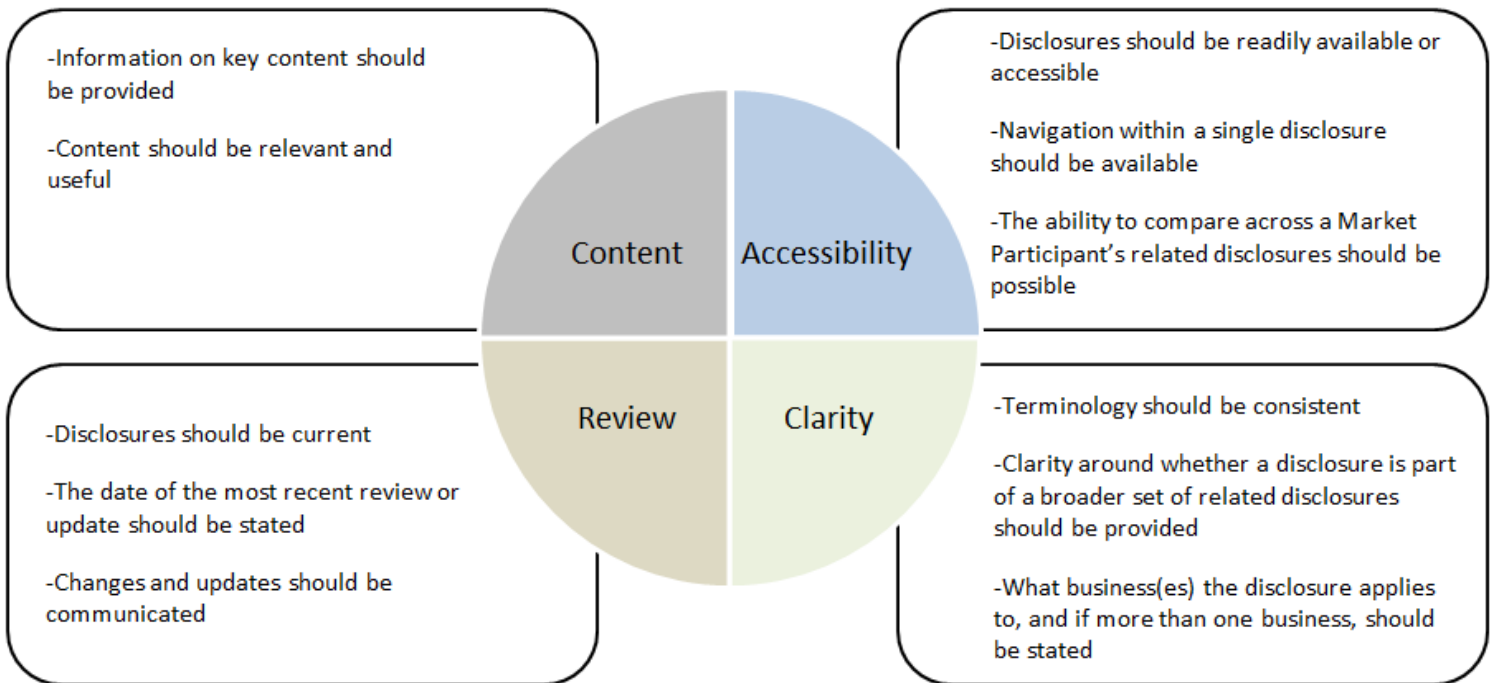 -Information on key content should
be provided
-Content should be relevant and
useful
-Disclosures should be readily available or
accessible
-Navigation within a single disclosure
should be available
-The ability to compare across a Market
Participant’s related disclosures should be
possible
Content
Accessibility
Review
Clarity
-Disclosures should be current
-The date of the most recent review or
update should be stated
-Changes and updates should be
communicated
-Terminology should be consistent
-Clarity around whether a disclosure is part
of a broader set of related disclosures
should be provided
-What business(es) the disclosure applies
to, and if more than one business, should
be stated